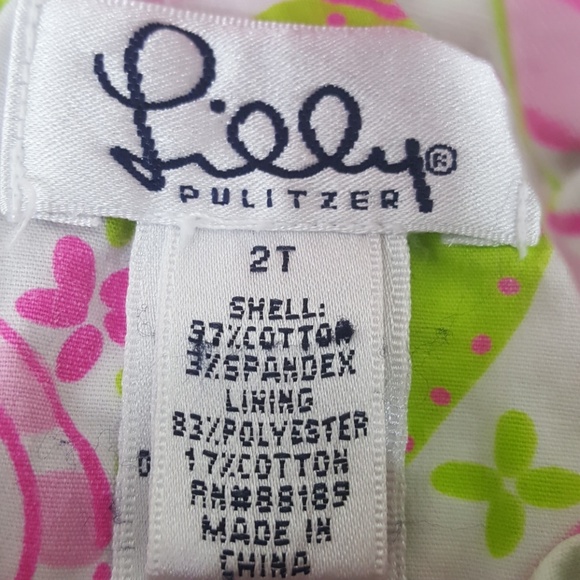 Lilly®
PULITZER
2T
SHELL:
97%COTTON
3%SPANDEX
LINING
83%POLYESTER
17%COTTON
RN#88189
MADE IN
CHINA